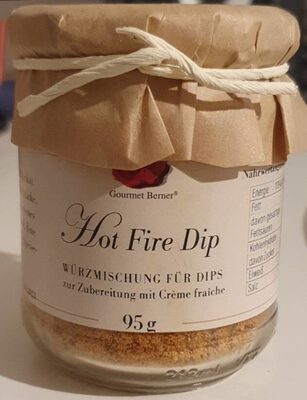 Gourmet Berner®
Hot Fire Dip
WÜRZMISCHUNG FÜR DIPS
zur Zubereitung mit Crème fraîche
95 g
Energie
Fett
davon gesättigte
Fettsäuren
Kohlenhydrate
davon Zucker
Eiweiß
Salz